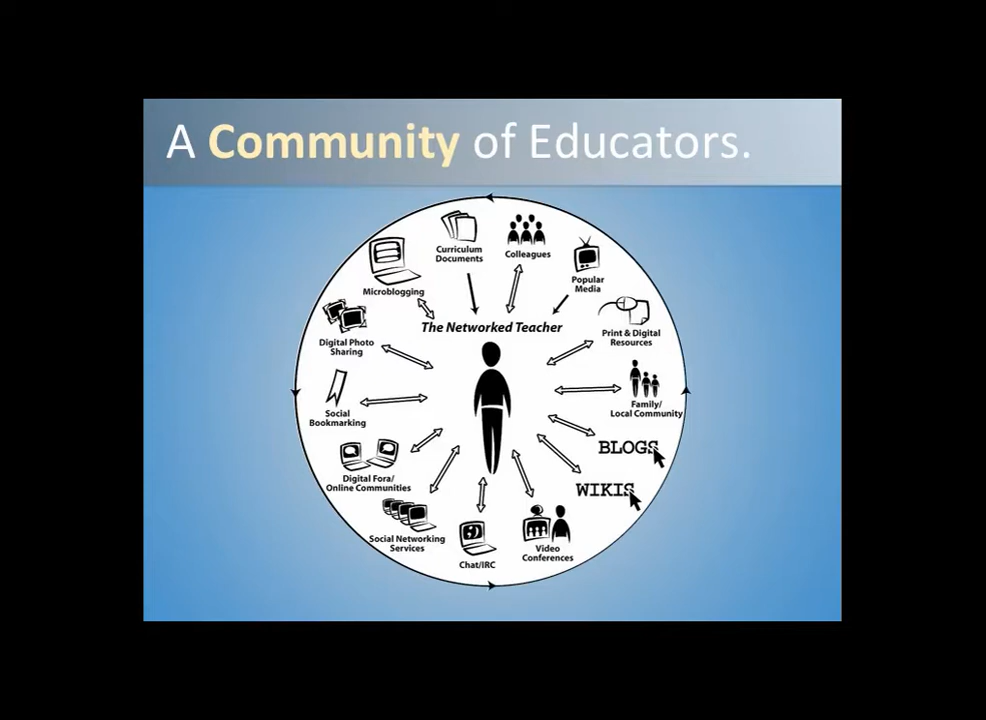 A Community of Educators.
Curriculum
Documents
Colleagues
Popular
Media
Microblogging
The Networked Teacher
Print & Digital
Resources
Digital Photo
Sharing
Family/
Local Community
Social
Bookmarking
BLOGS
Digital Fora/
Online Communities
WIKIS
Social Networking
Services
Chat/IRC
Video
Conferences